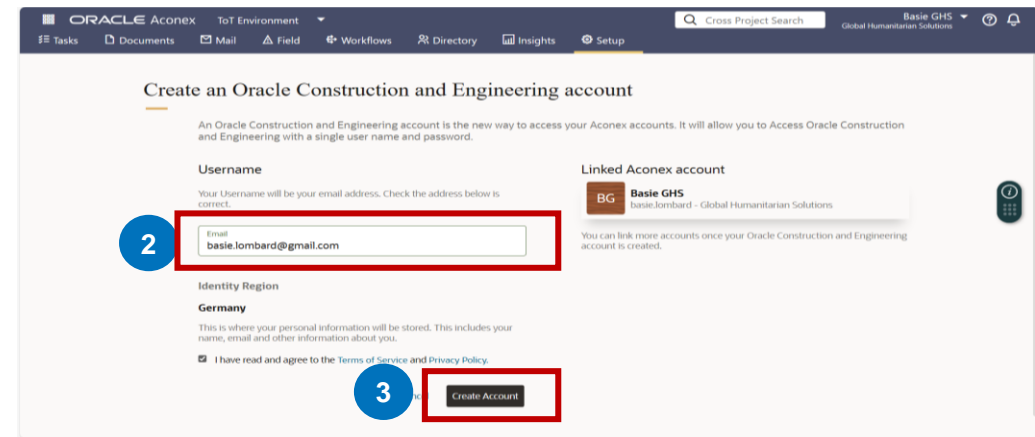 ORACLE Aconex ToT Environment Cross Project Search Basie GHS
Global Humanitarian Solutions
Tasks Documents Mail Field Workflows Directory Insights Setup
Create an Oracle Construction and Engineering account
An Oracle Construction and Engineering account is the new way to access your Aconex accounts. It will allow you to Access Oracle Construction
and Engineering with a single user name and password.
Username
Your Username will be your email address. Check the address below is
correct.
Email
basie.lombard@gmail.com
2
Identity Region
Germany
This is where your personal information will be stored. This includes your
name, email and other information about you.
I have read and agree to the Terms of Service and Privacy Policy.
3
Create Account
Linked Aconex account
BG
Basie GHS
basie.lombard - Global Humanitarian Solutions
You can link more accounts once your Oracle Construction and Engineering
account is created.